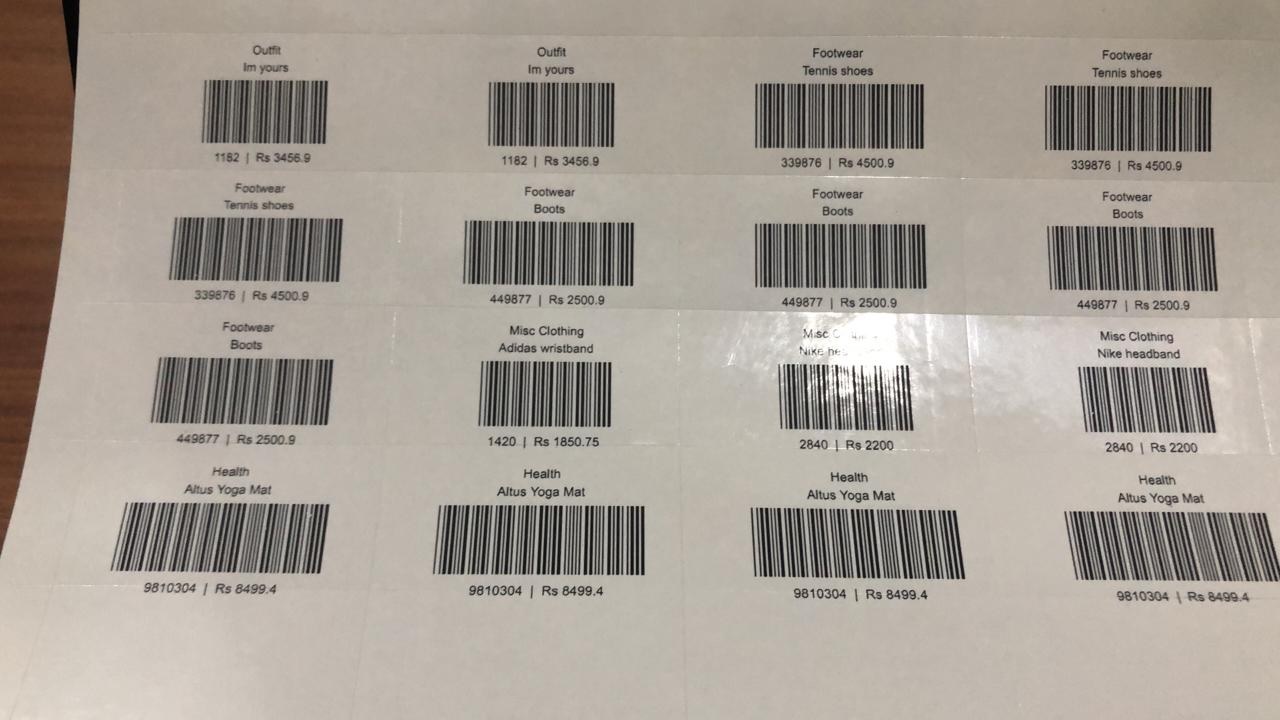 Outfit
Im yours
1182 | Rs 3456.9
Outfit
Im yours
1182 | Rs 3456.9
Footwear
Tennis shoes
339876 | Rs 4500.9
Footwear
Tennis shoes
339876 | Rs 4500.9
Footwear
Tennis shoes
339876 | Rs 4500.9
Footwear
Boots
449877 | Rs 2500.9
Footwear
Boots
449877 | Rs 2500.9
Footwear
Boots
449877 | Rs 2500.9
Footwear
Boots
449877 | Rs 2500.9
Misc Clothing
Adidas wristband
1420 | Rs 1850.75
Misc
Nike
2840 | Rs 2200
Misc Clothing
Nike headband
2840 | Rs 2200
Health
Altus Yoga Mat
9810304 | Rs 8499.4
Health
Altus Yoga Mat
9810304 | Rs 8499.4
Health
Altus Yoga Mat
9810304 | Rs 8499.4
Health
Altus Yoga Mat
9810304 | Rs 8499.4